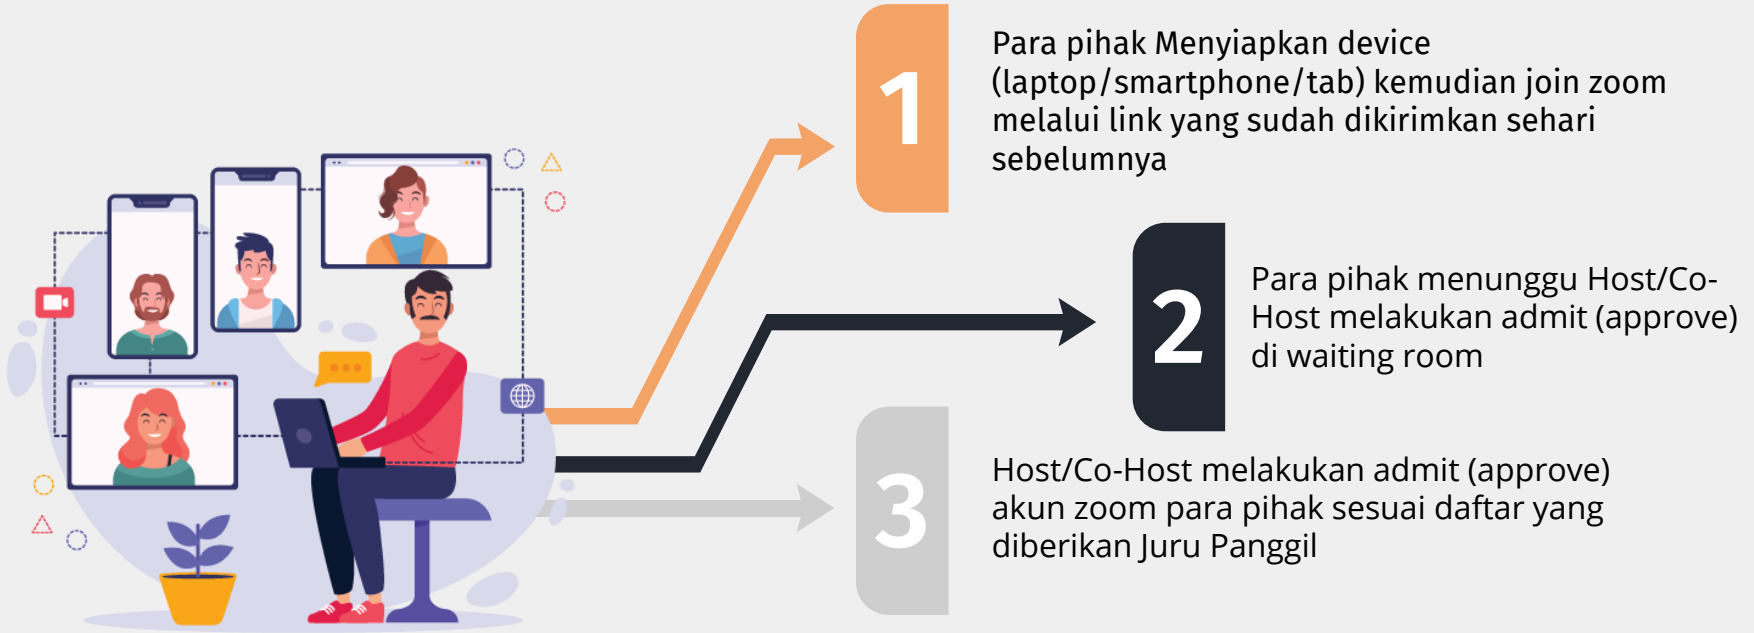 1
Para pihak Menyiapkan device
(laptop/smartphone/tab) kemudian join zoom
melalui link yang sudah dikirimkan sehari
sebelumnya
2
Para pihak menunggu Host/Co-
Host melakukan admit (approve)
di waiting room
3
Host/Co-Host melakukan admit (approve)
akun zoom para pihak sesuai daftar yang
diberikan Juru Panggil